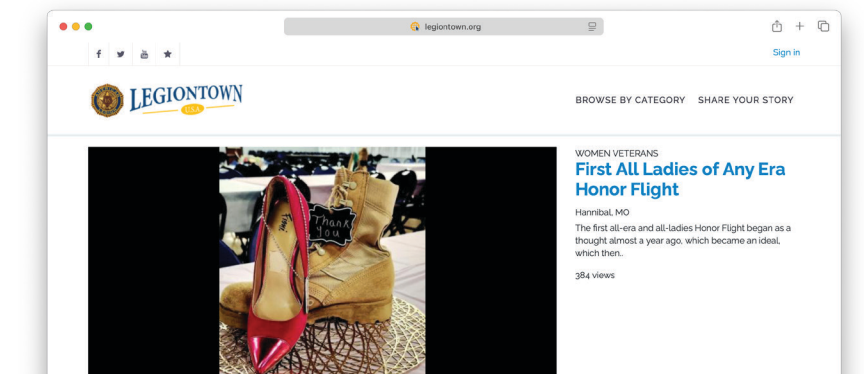 legiontown.org
Sign in
LEGIONTOWN
USA
BROWSE BY CATEGORY SHARE YOUR STORY
WOMEN VETERANS
First All Ladies of Any Era
Honor Flight
Hannibal, MO
The first all-era and all-ladies Honor Flight began as a
thought almost a year ago, which became an ideal,
which then..
384 views
Thank
You